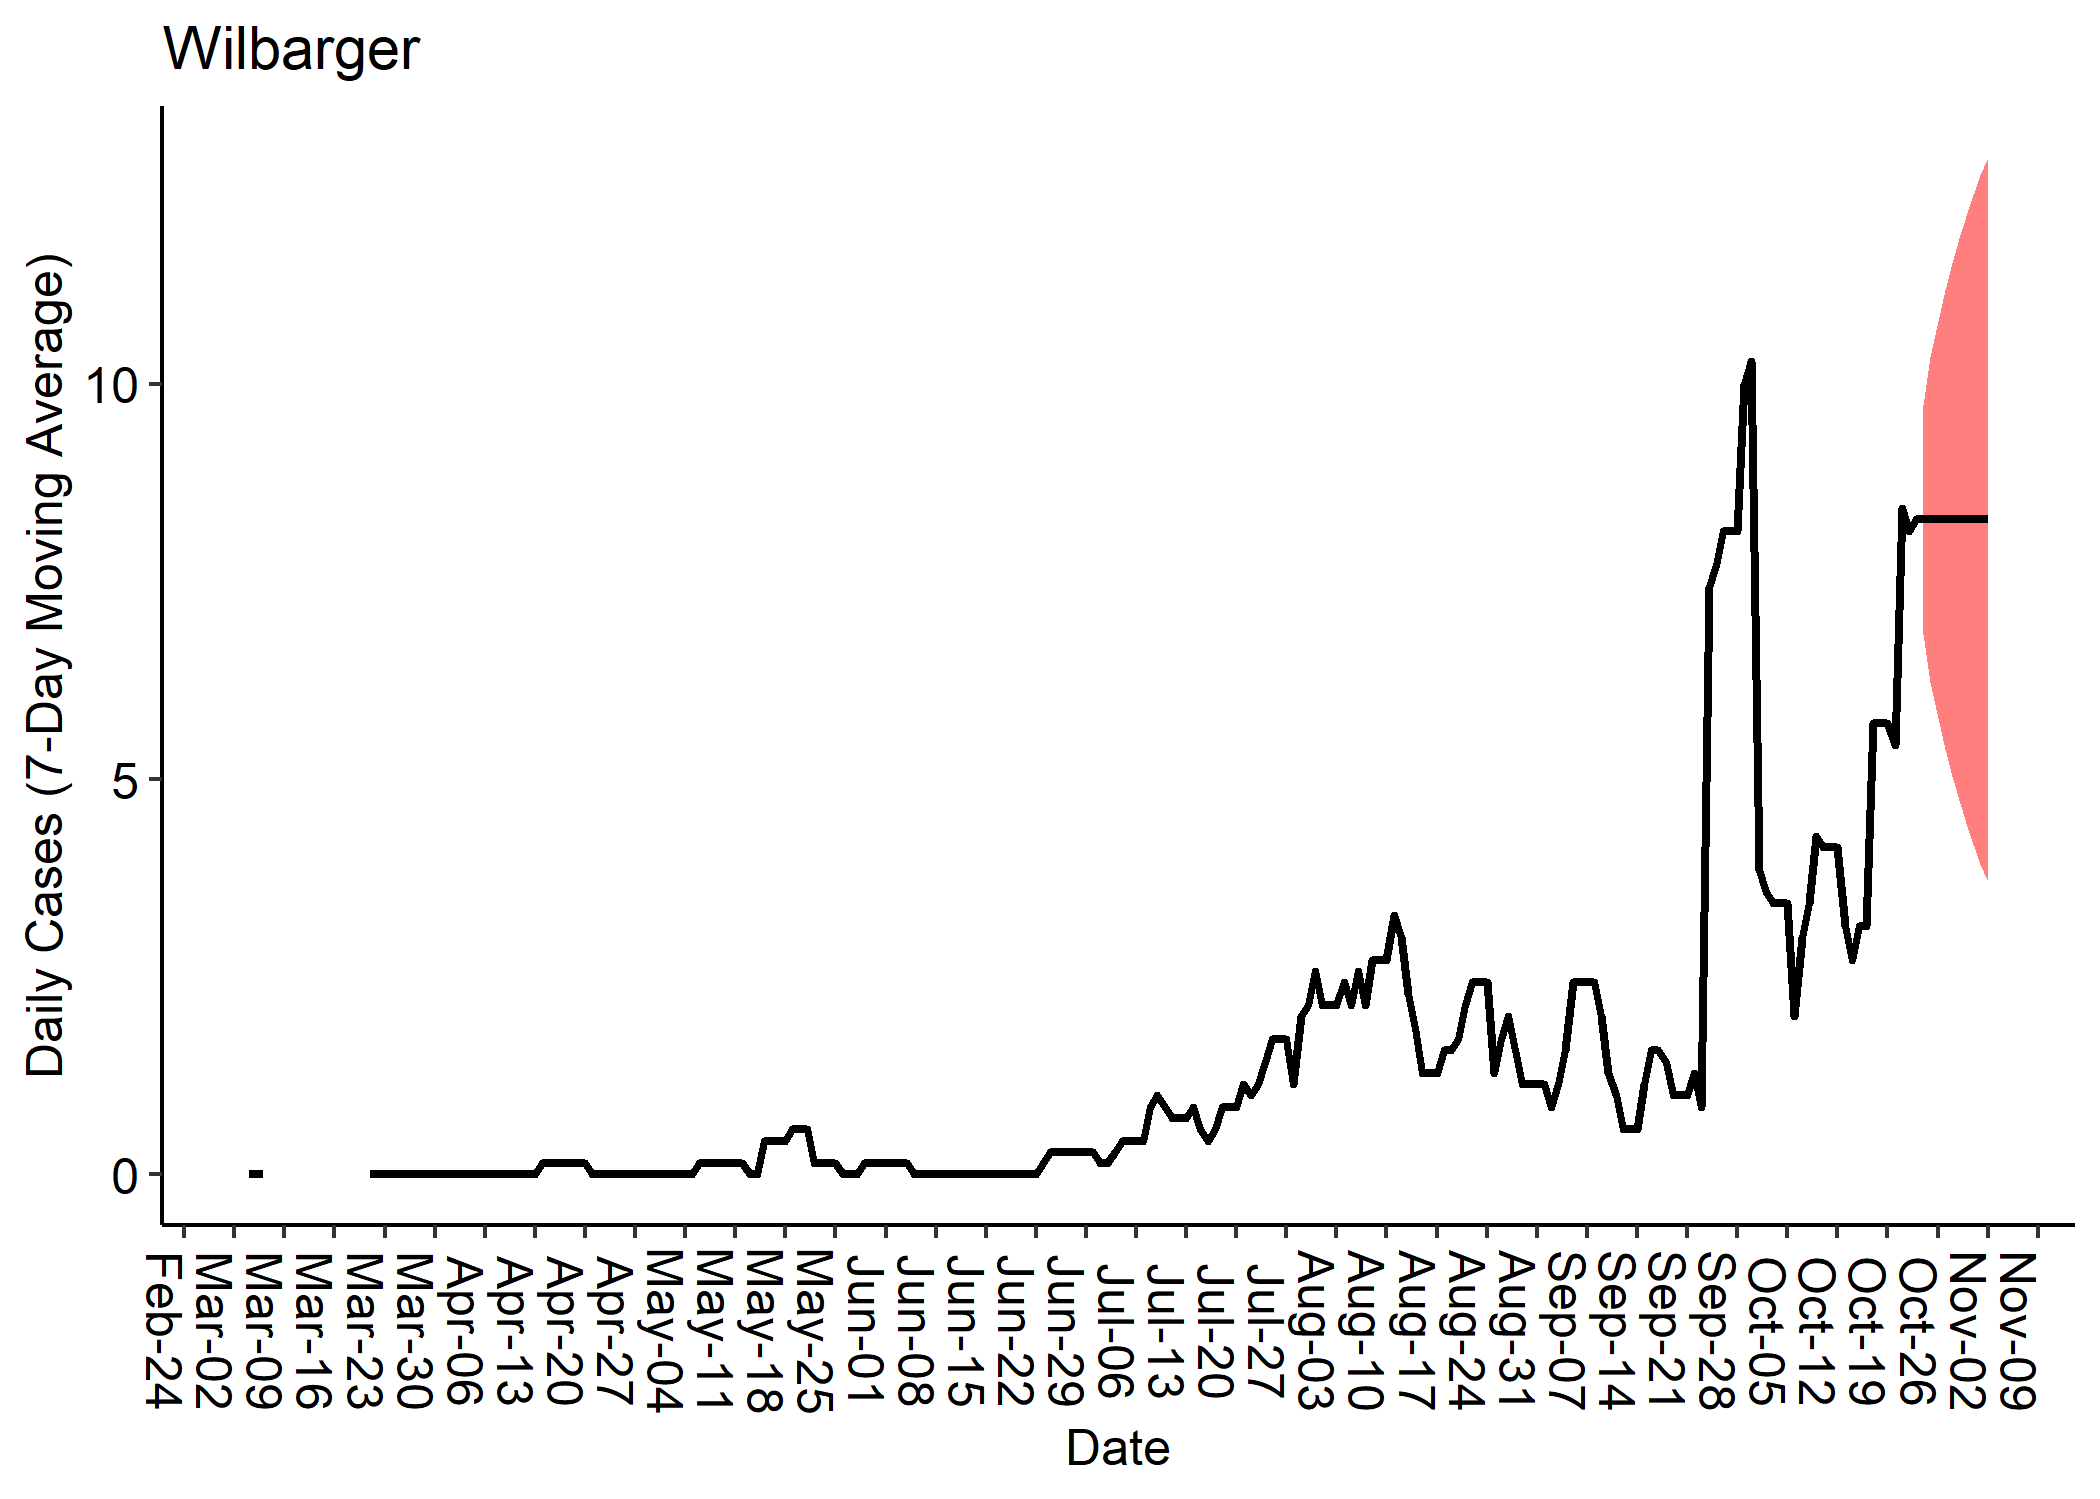 Wilbarger
Daily Cases (7-Day Moving Average)
10
5
0
Feb-24
Mar-02
Mar-09
Mar-16
Mar-23
Mar-30
Apr-06
Apr-13
Apr-20
Apr-27
May-04
May-11
May-18
May-25
Jun-01
Jun-08
Jun-15
Jun-22
Jun-29
Jul-06
Jul-13
Jul-20
Jul-27
Aug-03
Aug-10
Aug-17
Aug-24
Aug-31
Sep-07
Sep-14
Sep-21
Sep-28
Oct-05
Oct-12
Oct-19
Oct-26
Nov-02
Nov-09
Date